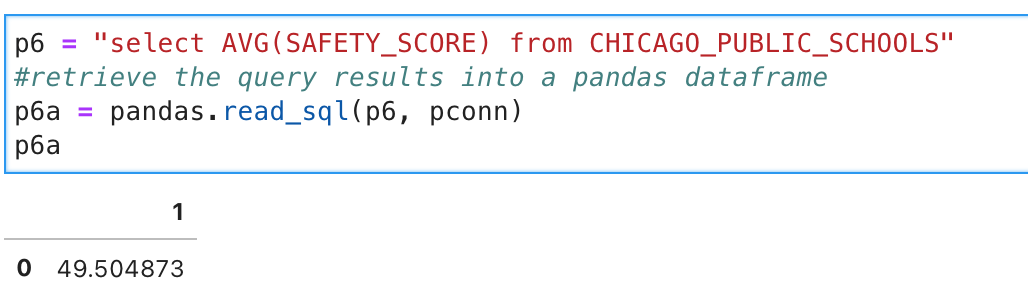 p6 = "select AVG(SAFETY_SCORE) from CHICAGO_PUBLIC_SCHOOLS"
#retrieve the query results into a pandas dataframe
p6a = pandas.read_sql(p6, pconn)
p6a
1
0 49.504873